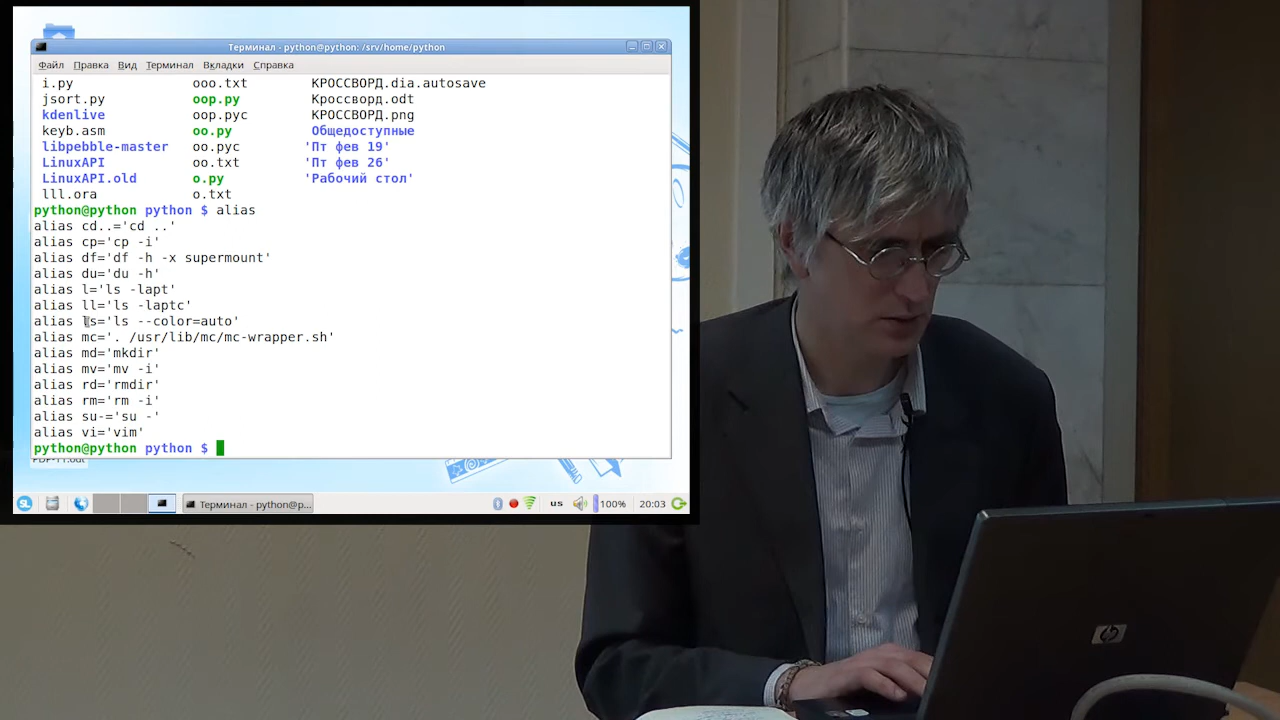 Терминал - python@python: /srv/home/python
Файл Правка Вид Терминал Вкладки Справка
i.py ooo.txt КРОССВОРД.dia.autosave
jsort.py oop.py Кроссворд.odt
kdenlive oop.pyc КРОССВОРД.png
keyb.asm oo.py Общедоступные
libpebble-master oo.pyc 'Пт фев 19'
LinuxAPI oo.txt 'Пт фев 26'
LinuxAPI.old o.py 'Рабочий стол'
lll.ora o.txt
python@python python $ alias
alias cd..='cd ..'
alias cp='cp -i'
alias df='df -h -x supermount'
alias du='du -h'
alias l='ls -lapt'
alias ll='ls -laptc'
alias ls='ls --color=auto'
alias mc='. /usr/lib/mc/mc-wrapper.sh'
alias md='mkdir'
alias mv='mv -i'
alias rd='rmdir'
alias rm='rm -i'
alias su-='su -'
alias vi='vim'
python@python python $
PDP-11.odt
Терминал - python@p... us 100% 20:03
hp